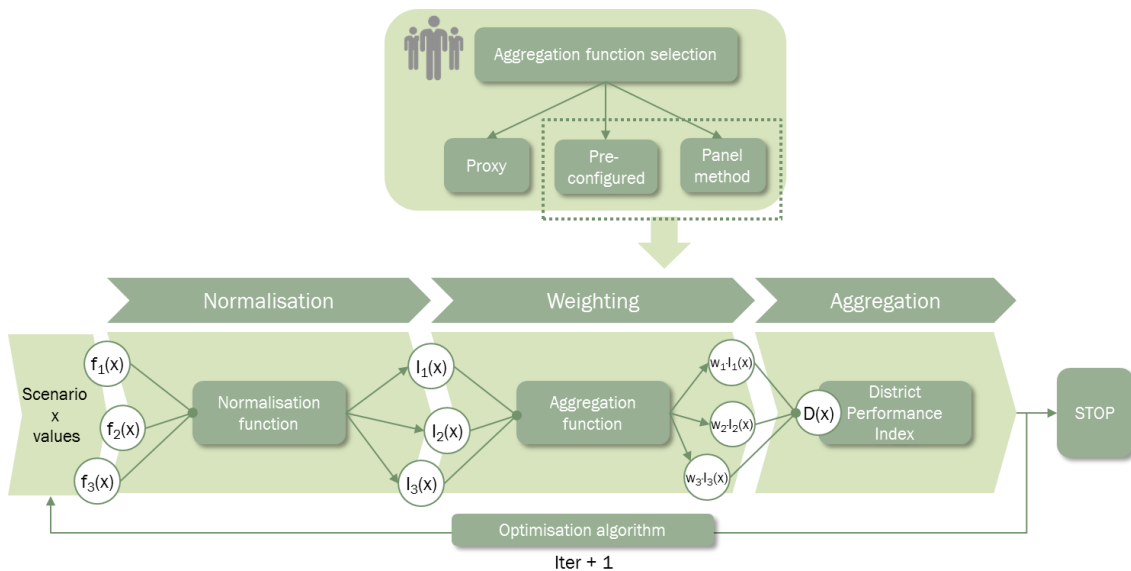 Aggregation function selection
Proxy
Pre-
configured
Panel
method
Normalisation
Weighting
Aggregation
Scenario
x
values
f1(x)
f2(x)
f3(x)
Normalisation
function
I1(x)
I2(x)
I3(x)
Aggregation
function
w1·I1(x)
w2·I2(x)
w3·I3(x)
D(x)
District
Performance
Index
STOP
Optimisation algorithm
Iter + 1